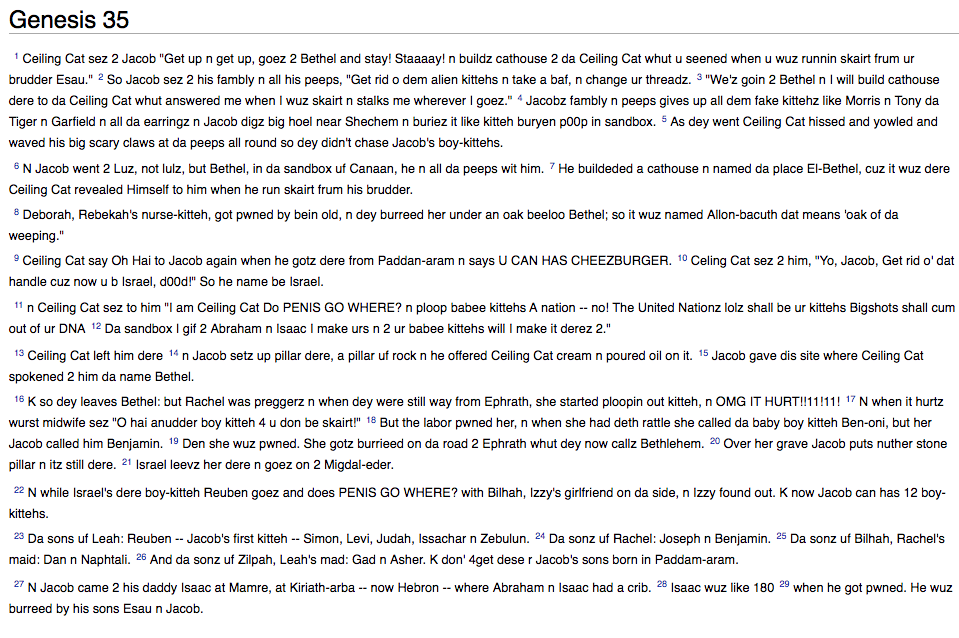 Genesis 35
1 Ceiling Cat sez 2 Jacob "Get up n get up, goez 2 Bethel and stay! Staaaay! n buildz cathouse 2 da Ceiling Cat whut u seened when u wuz runnin skairt frum ur
brudder Esau." 2 So Jacob sez 2 his fambly n all his peeps, "Get rid o dem alien kittehs n take a baf, n change ur threadz. 3 "We'z goin 2 Bethel n I will build cathouse
dere to da Ceiling Cat whut answered me when I wuz skairt n stalks me wherever I goez." 4 Jacobz fambly n peeps gives up all dem fake kittehz like Morris n Tony da
Tiger n Garfield n all da earringz n Jacob digz big hoel near Shechem n buriez it like kitteh buryen p00p in sandbox. 5 As dey went Ceiling Cat hissed and yowled and
waved his big scary claws at da peeps all round so dey didn't chase Jacob's boy-kittehs.
6 N Jacob went 2 Luz, not lulz, but Bethel, in da sandbox uf Canaan, he n all da peeps wit him. 7 He buildeded a cathouse n named da place El-Bethel, cuz it wuz dere
Ceiling Cat revealed Himself to him when he run skairt frum his brudder.
8 Deborah, Rebekah's nurse-kitteh, got pwned by bein old, n dey burreed her under an oak beeloo Bethel; so it wuz named Allon-bacuth dat means 'oak of da
weeping."
9 Ceiling Cat say Oh Hai to Jacob again when he gotz dere from Paddan-aram n says U CAN HAS CHEEZBURGER. 10 Celing Cat sez 2 him, "Yo, Jacob, Get rid o' dat
handle cuz now u b Israel, d00d!" So he name be Israel.
11 n Ceiling Cat sez to him "I am Ceiling Cat Do PENIS GO WHERE? n ploop babee kittehs A nation -- no! The United Nationz lolz shall be ur kittehs Bigshots shall cum
out of ur DNA 12 Da sandbox I gif 2 Abraham n Isaac I make urs n 2 ur babee kittehs will I make it derez 2."
13 Ceiling Cat left him dere 14 n Jacob setz up pillar dere, a pillar uf rock n he offered Ceiling Cat cream n poured oil on it. 15 Jacob gave dis site where Ceiling Cat
spokened 2 him da name Bethel.
16 K so dey leaves Bethel: but Rachel was preggerz n when dey were still way from Ephrath, she started ploopin out kitteh, n OMG IT HURT!!11!11! 17 N when it hurtz
wurst midwife sez "O hai anudder boy kitteh 4 u don be skairt!" 18 But the labor pwned her, n when she had deth rattle she called da baby boy kitteh Ben-oni, but her
Jacob called him Benjamin. 19 Den she wuz pwned. She gotz burrieed on da road 2 Ephrath whut dey now callz Bethlehem. 20 Over her grave Jacob puts nuther stone
pillar n itz still dere. 21 Israel leevz her dere n goez on 2 Migdal-eder.
22 N while Israel's dere boy-kitteh Reuben goez and does PENIS GO WHERE? with Bilhah, Izzy's girlfriend on da side, n Izzy found out. K now Jacob can has 12 boy-
kittehs.
23 Da sons uf Leah: Reuben -- Jacob's first kitteh -- Simon, Levi, Judah, Issachar n Zebulun. 24 Da sonz uf Rachel: Joseph n Benjamin. 25 Da sonz uf Bilhah, Rachel's
maid: Dan n Naphtali. 26 And da sonz uf Zilpah, Leah's mad: Gad n Asher. K don' 4get dese r Jacob's sons born in Paddam-aram.
27 N Jacob came 2 his daddy Isaac at Mamre, at Kiriath-arba -- now Hebron -- where Abraham n Isaac had a crib. 28 Isaac wuz like 180 29 when he got pwned. He wuz
burreed by his sons Esau n Jacob.